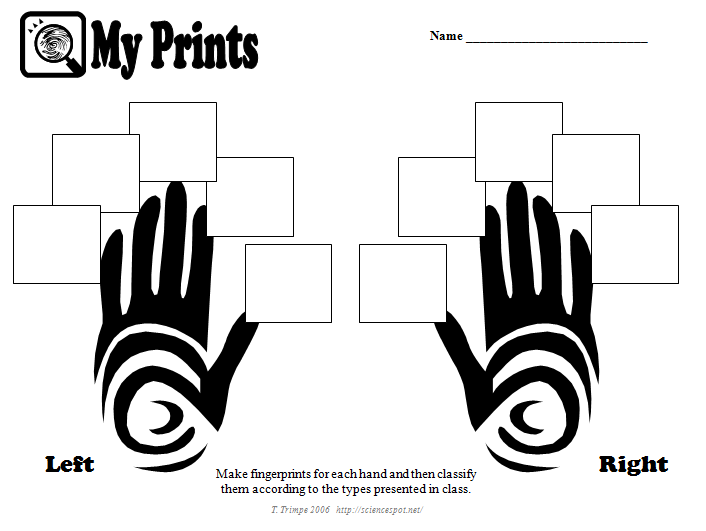 My Prints
Name ____________________________
Left
Right
Make fingerprints for each hand and then classify
them according to the types presented in class.
T. Trimpe 2006 http://sciencespot.net/